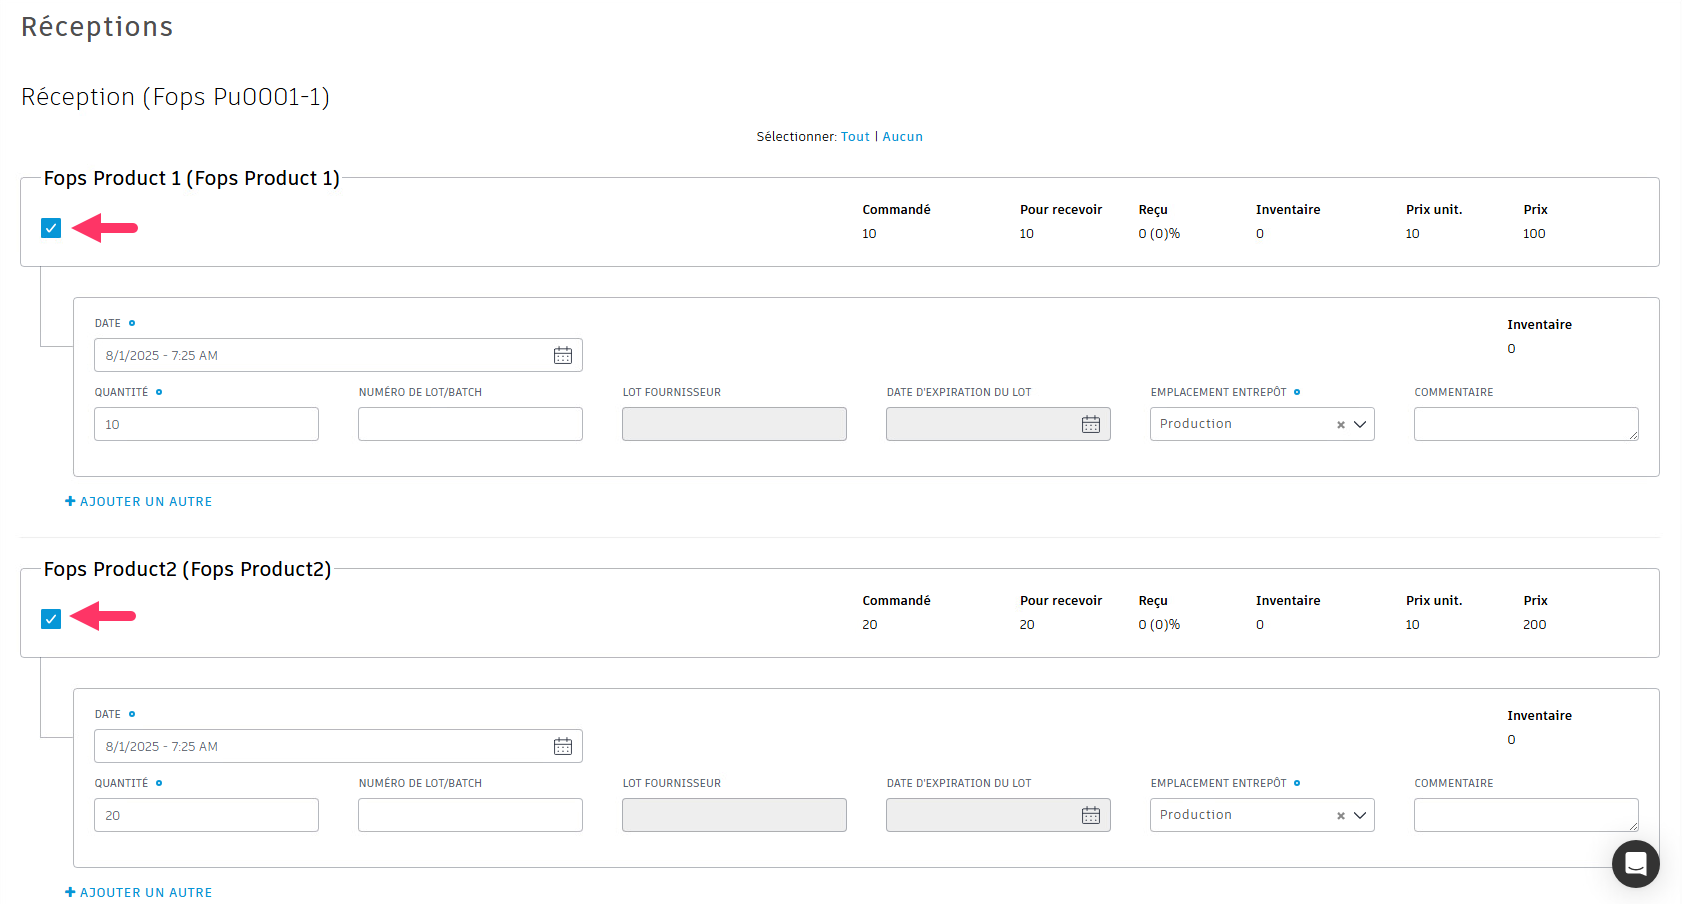 Réceptions
Réception (Fops Pu0001-1)
Sélectionner: Tout | Aucun
Fops Product 1 (Fops Product 1)
Commandé Pour recevoir Reçu Inventaire Prix unit. Prix
10 10 0 (0)% 0 10 100
DATE
Inventaire
8/1/2025 - 7:25 AM
0
QUANTITÉ NUMÉRO DE LOT/BATCH LOT FOURNISSEUR DATE D'EXPIRATION DU LOT EMPLACEMENT ENTREPÔT COMMENTAIRE
10 Production
AJOUTER UN AUTRE
Fops Product2 (Fops Product2)
Commandé Pour recevoir Reçu Inventaire Prix unit. Prix
20 20 0 (0)% 0 10 200
DATE
Inventaire
8/1/2025 - 7:25 AM
0
QUANTITÉ NUMÉRO DE LOT/BATCH LOT FOURNISSEUR DATE D'EXPIRATION DU LOT EMPLACEMENT ENTREPÔT COMMENTAIRE
20 Production
AJOUTER UN AUTRE